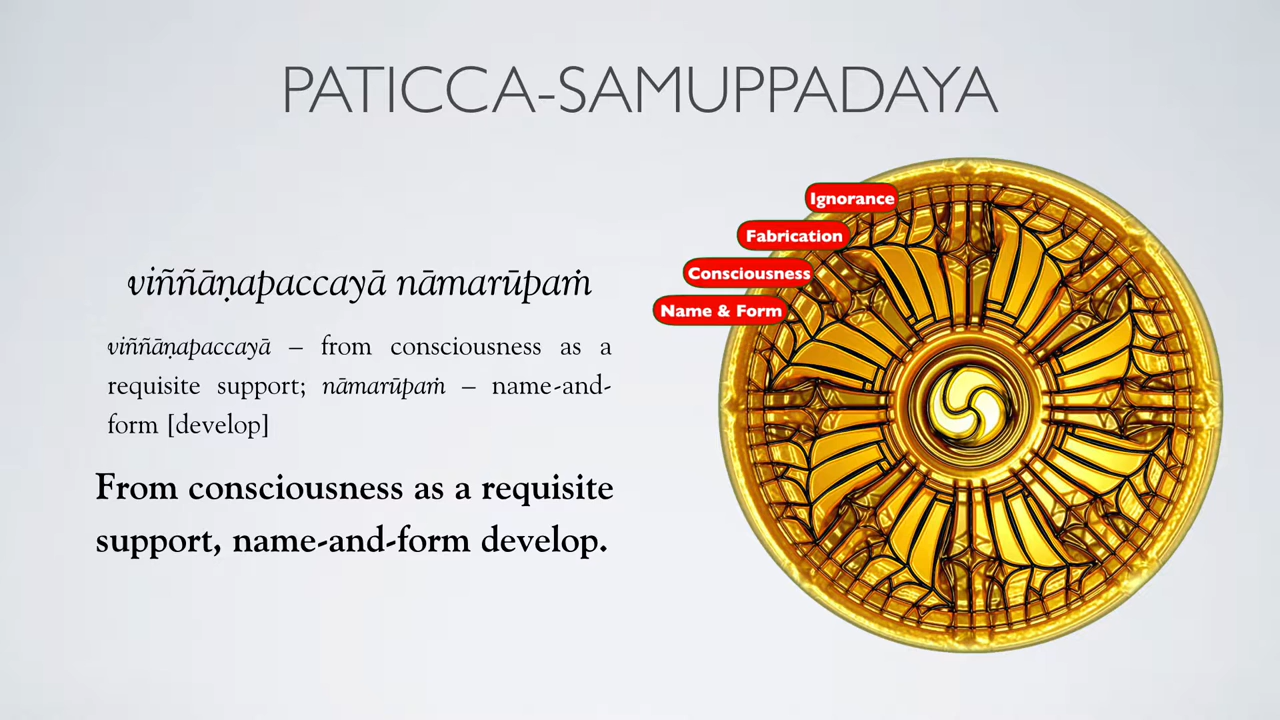 PATICCA-SAMUPPADAYA
viññāṇapaccayā nāmarūpaṁ
viññāṇapaccayā – from consciousness as a
requisite support; nāmarūpaṁ – name-and-
form [develop]
From consciousness as a requisite
support, name-and-form develop.
Ignorance
Fabrication
Consciousness
Name & Form